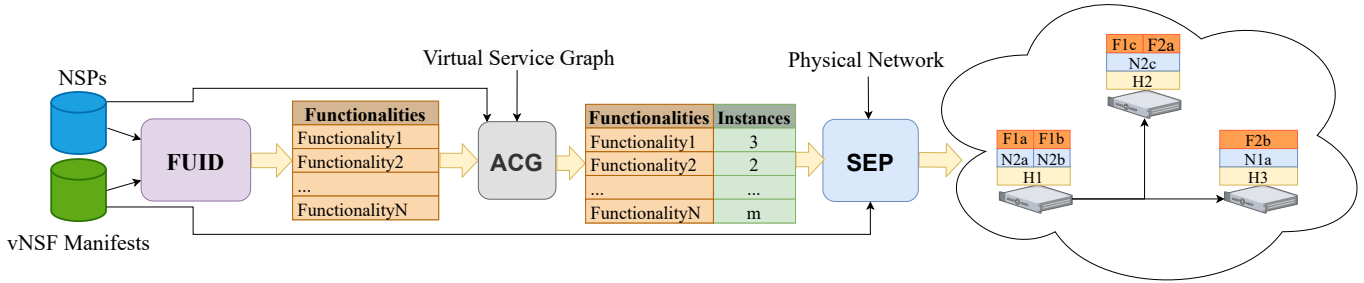 NSPs
vNSF Manifests
FUID
Functionalities
Functionality1
Functionality2
...
FunctionalityN
Virtual Service Graph
ACG
Functionalities Instances
Functionality1 3
Functionality2 2
... ...
FunctionalityN m
Physical Network
SEP
F1c F2a
N2c
H2
F1a F1b
N2a N2b
H1
F2b
N1a
H3